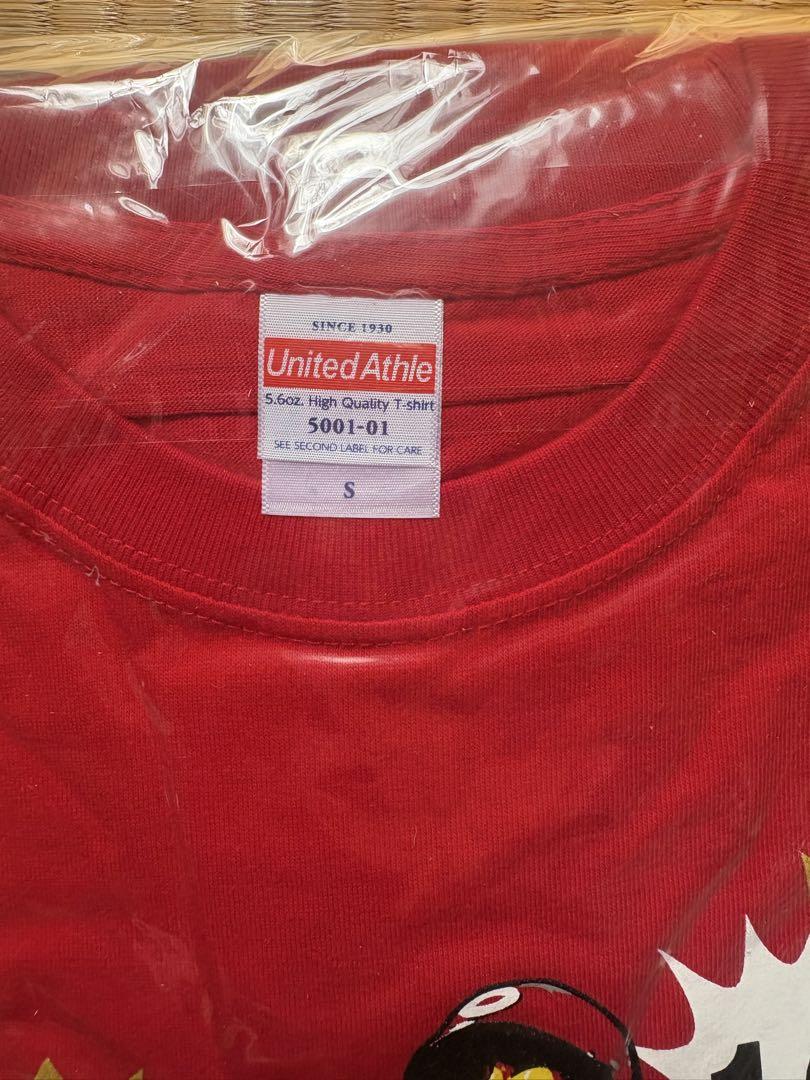 SINCE 1930
United Athle
5.6oz. High Quality T-shirt
5001-01
SEE SECOND LABEL FOR CARE
S